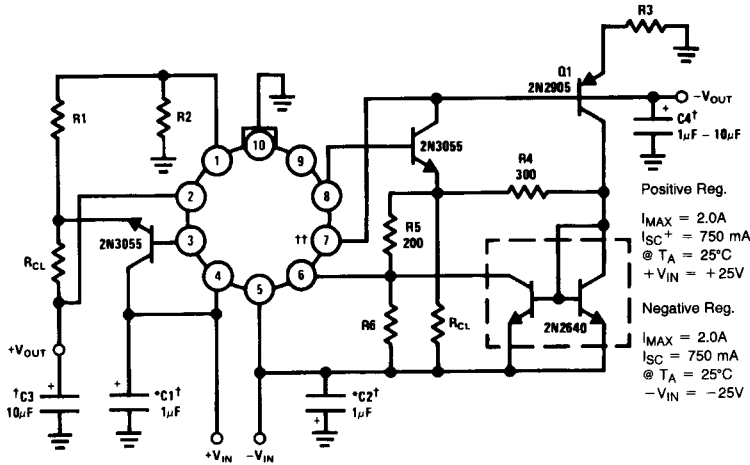 R3
Q1
2N2905
−VOUT
R1
R2
C4†
1μF – 10μF
10
1
9
2N3055
2
8
R4
300
Positive Reg.
2N3055
3
††
7
R5
200
IMAX = 2.0A
ISC+ = 750 mA
@ TA = 25°C
+VIN = +25V
RCL
4
5
6
R6
RCL
2N2640
Negative Reg.
IMAX = 2.0A
ISC = 750 mA
@ TA = 25°C
−VIN = −25V
+VOUT
†C3
10μF
+
*C1†
1μF
+
*C2†
1μF
+
+
+VIN
−VIN